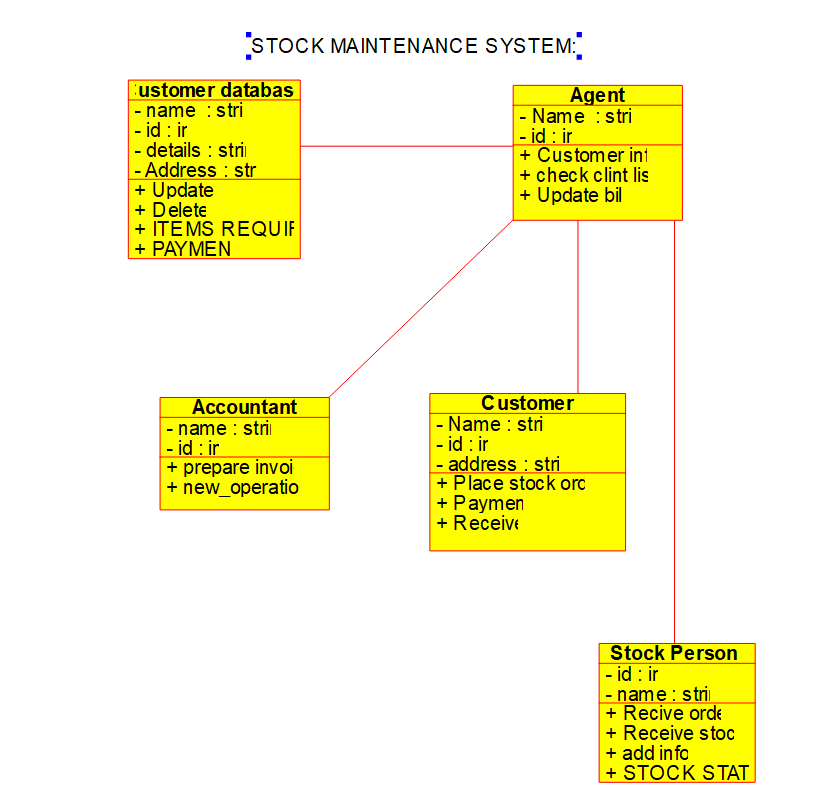 STOCK MAINTENANCE SYSTEM:
ustomer databas
- name : stri
- id : ir
- details : stri
- Address : str
+ Update
+ Delete
+ ITEMS REQUIF
+ PAYMEN
Agent
- Name : stri
- id : ir
+ Customer inf
+ check clint lis
+ Update bil
Accountant
- name : stri
- id : ir
+ prepare invoi
+ new_operatio
Customer
- Name : stri
- id : ir
- address : stri
+ Place stock orc
+ Paymen
+ Receive
Stock Person
- id : ir
- name : stri
+ Recive orde
+ Receive stoc
+ add info
+ STOCK STAT